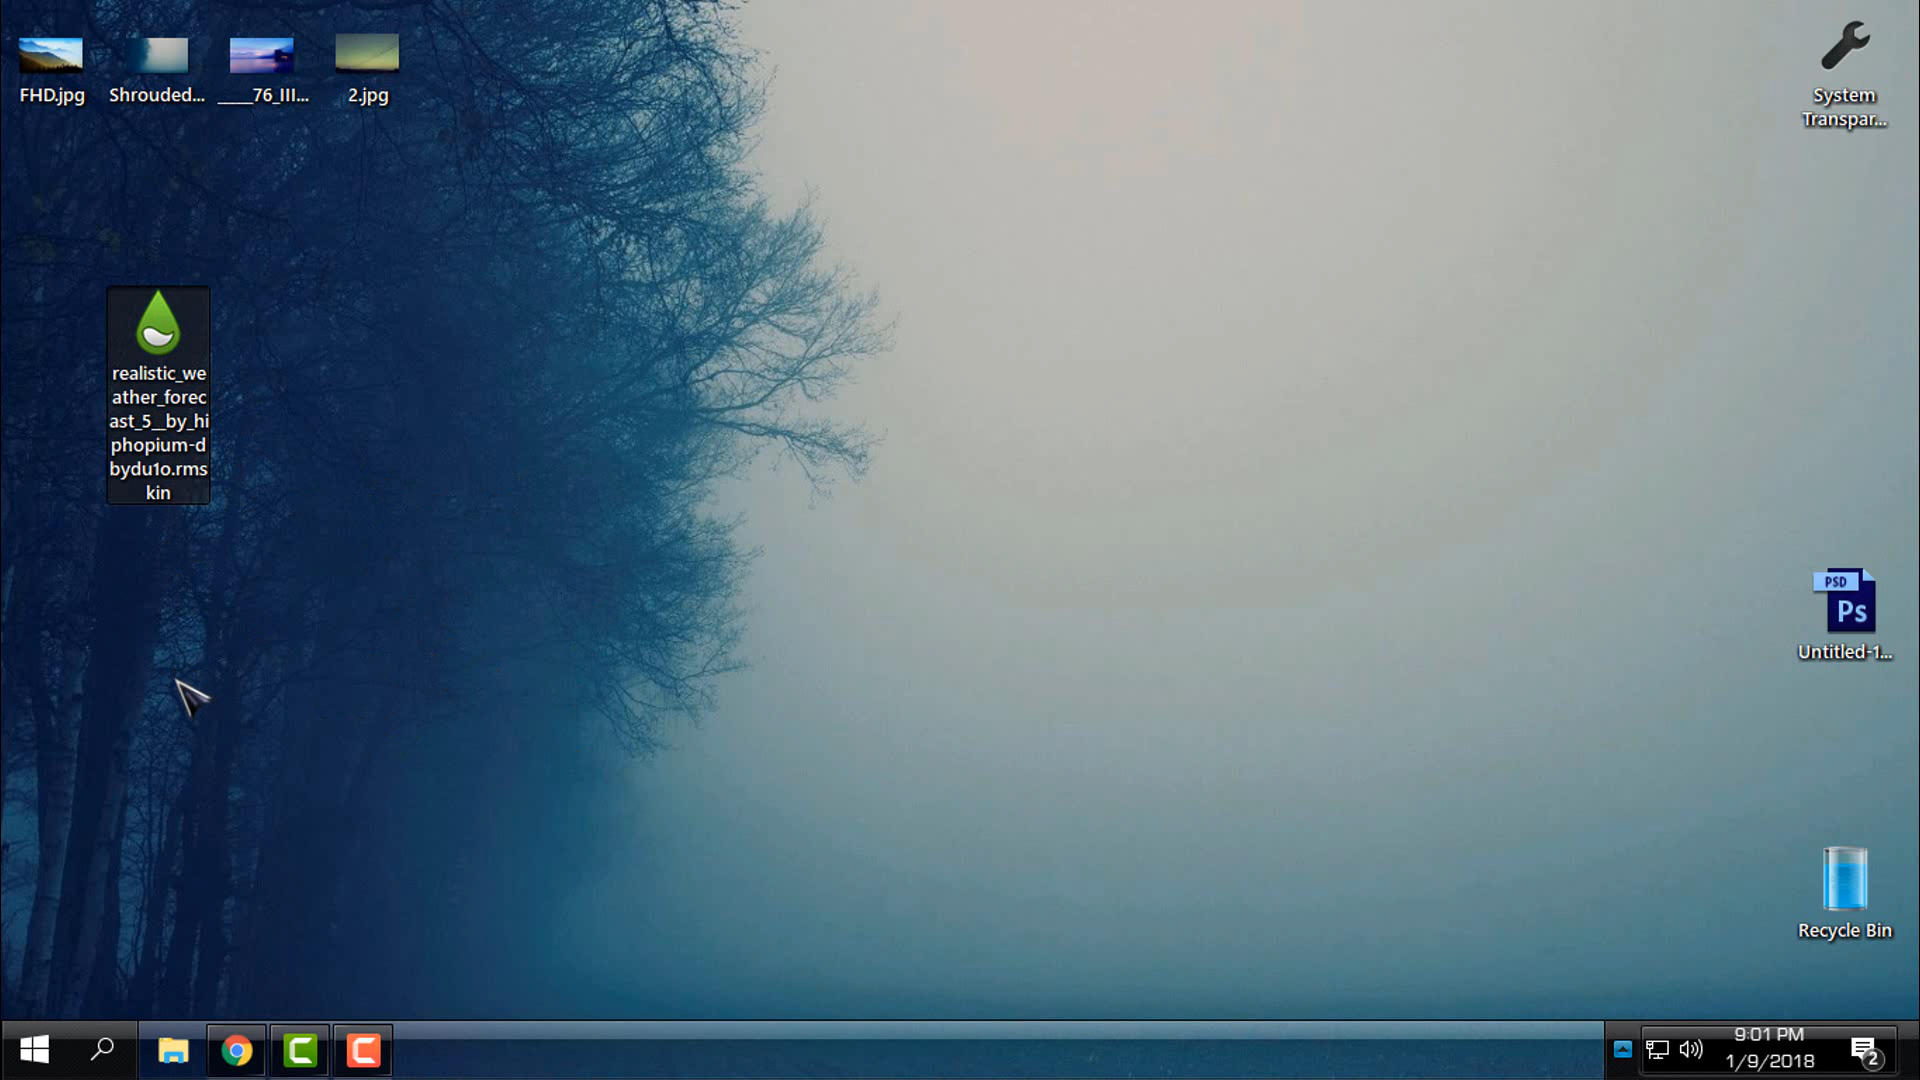 FHD.jpg
Shrouded...
____76_III...
2.jpg
System
Transpar...
realistic_we
ather_forec
ast_5__by_hi
phopium-d
bydu1o.rms
kin
PSD
Ps
Untitled-1...
Recycle Bin
9:01 PM
1/9/2018
2